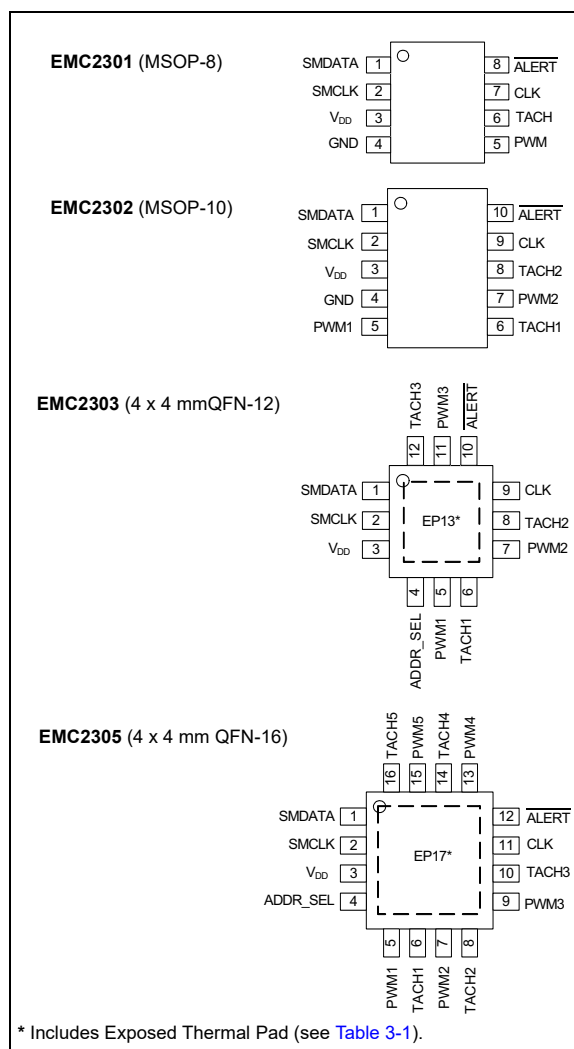 EMC2301 (MSOP-8)
SMDATA 1
SMCLK 2
VDD 3
GND 4
8 ALERT
7 CLK
6 TACH
5 PWM
EMC2302 (MSOP-10)
SMDATA 1
SMCLK 2
VDD 3
GND 4
PWM1 5
10 ALERT
9 CLK
8 TACH2
7 PWM2
6 TACH1
EMC2303 (4 x 4 mmQFN-12)
12 TACH3
11 PWM3
10 ALERT
SMDATA 1
SMCLK 2
VDD 3
EP13*
9 CLK
8 TACH2
7 PWM2
4 ADDR_SEL
5 PWM1
6 TACH1
EMC2305 (4 x 4 mm QFN-16)
16 TACH5
15 PWM5
14 TACH4
13 PWM4
SMDATA 1
SMCLK 2
VDD 3
ADDR_SEL 4
EP17*
12 ALERT
11 CLK
10 TACH3
9 PWM3
5 PWM1
6 TACH1
7 PWM2
8 TACH2
* Includes Exposed Thermal Pad (see Table 3-1).